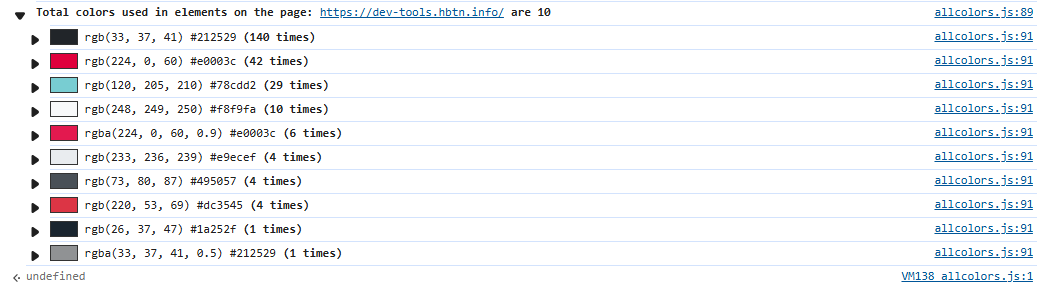 Total colors used in elements on the page: https://dev-tools.hbtn.info/ are 10 allcolors.js:89
rgb(33, 37, 41) #212529 (140 times) allcolors.js:91
rgb(224, 0, 60) #e0003c (42 times) allcolors.js:91
rgb(120, 205, 210) #78cdd2 (29 times) allcolors.js:91
rgb(248, 249, 250) #f8f9fa (10 times) allcolors.js:91
rgba(224, 0, 60, 0.9) #e0003c (6 times) allcolors.js:91
rgb(233, 236, 239) #e9ecef (4 times) allcolors.js:91
rgb(73, 80, 87) #495057 (4 times) allcolors.js:91
rgb(220, 53, 69) #dc3545 (4 times) allcolors.js:91
rgb(26, 37, 47) #1a252f (1 times) allcolors.js:91
rgba(33, 37, 41, 0.5) #212529 (1 times) allcolors.js:91
undefined VM138 allcolors.js:1